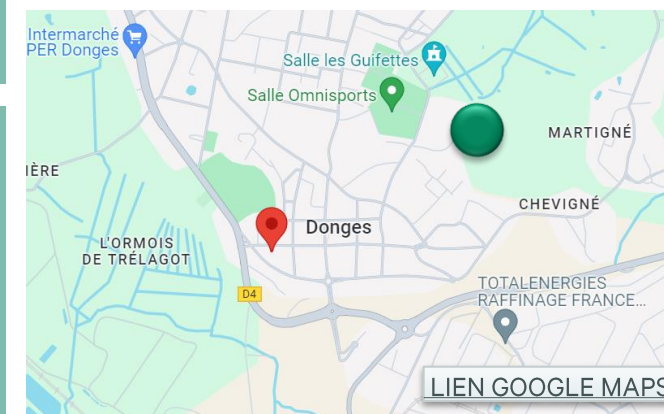 Intermarché
PER Donges
Salle les Guifettes
Salle Omnisports
MARTIGNÉ
IÈRE
CHEVIGNÉ
Donges
L'ORMOIS
DE TRÉLAGOT
D4
TOTALENERGIES
RAFFINAGE FRANCE...
LIEN GOOGLE MAPS